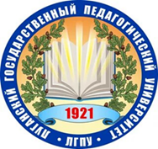 ЛУГАНСКИЙ ГОСУДАРСТВЕННЫЙ ПЕДАГОГИЧЕСКИЙ УНИВЕРСИТЕТ
1921
ЛГПУ